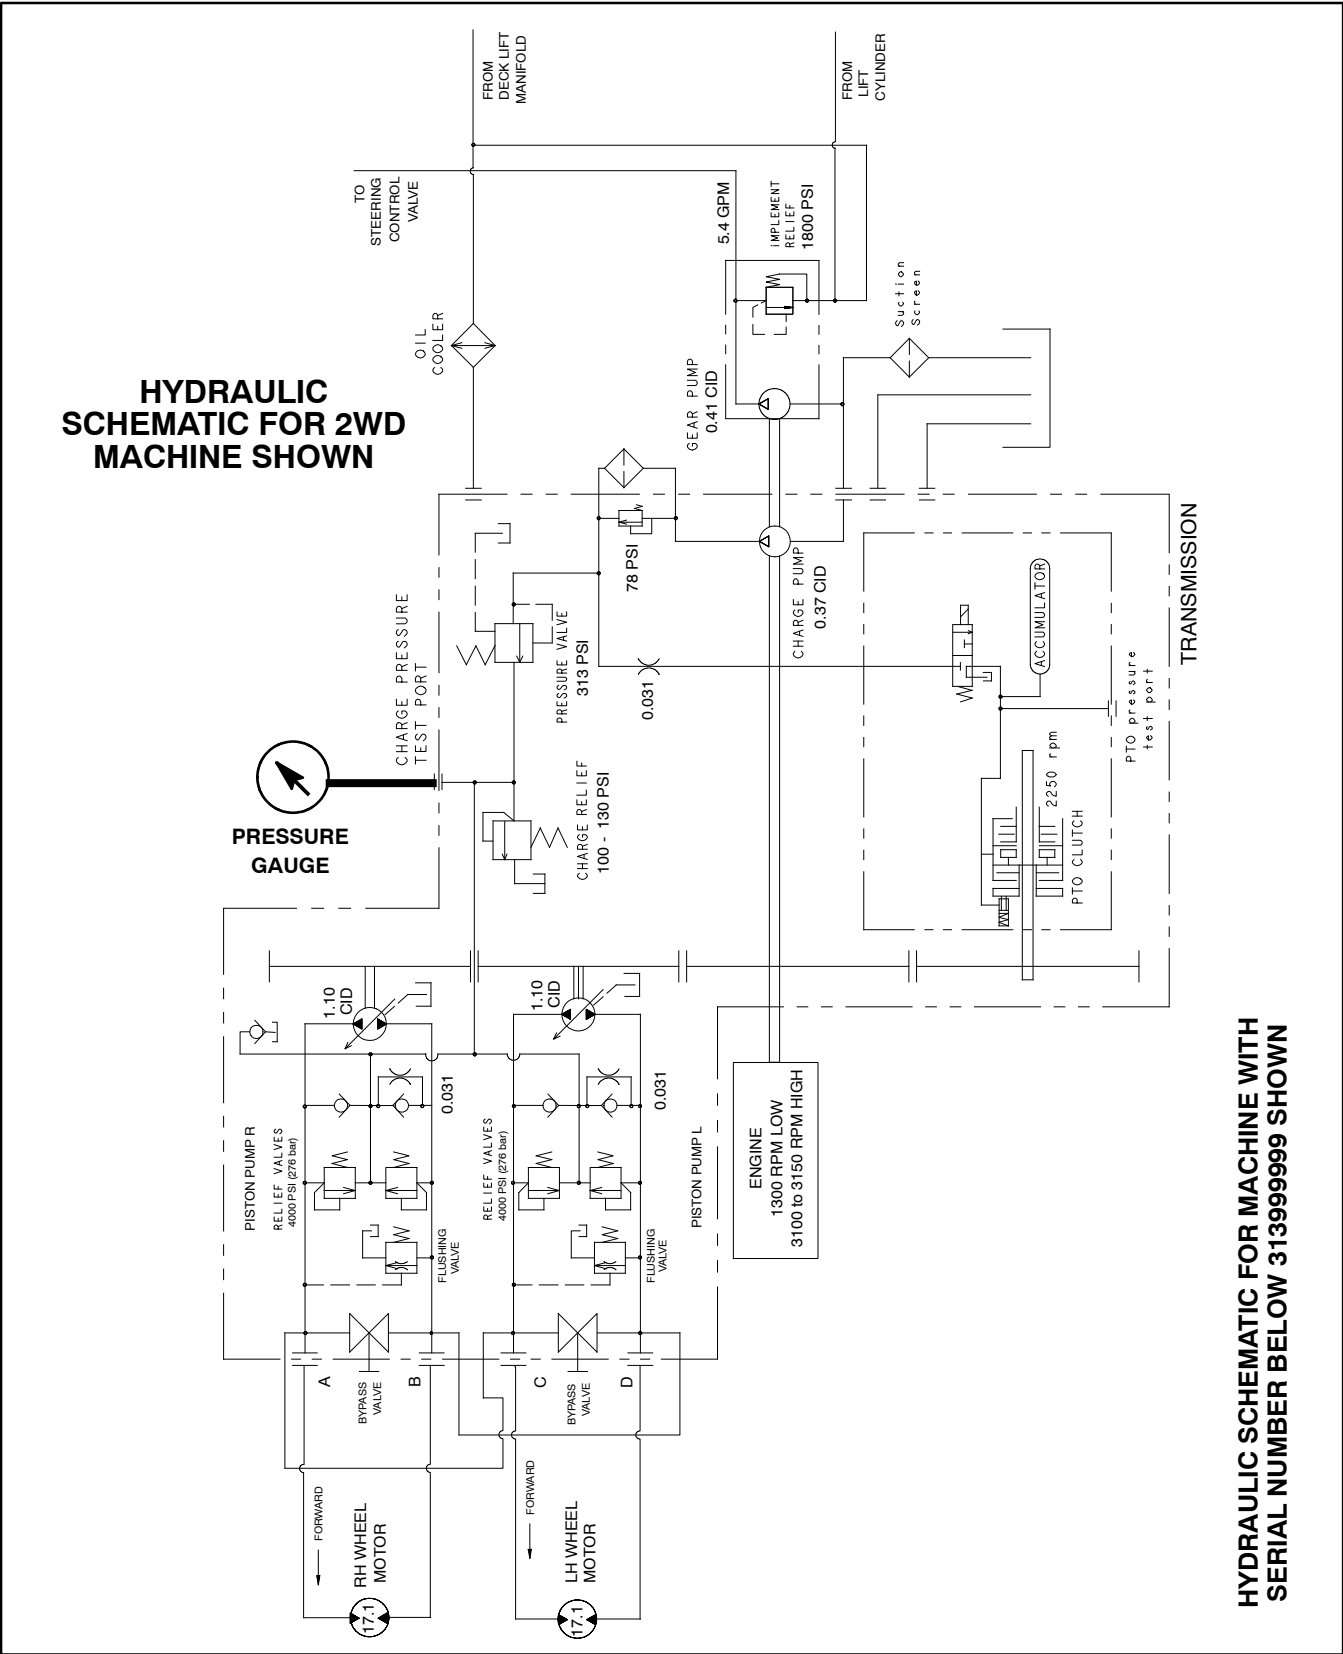 FROM
DECK LIFT
MANIFOLD
FROM
LIFT
CYLINDER
TO
STEERING
CONTROL
VALVE
5.4 GPM
iMPLEMENT
RELIEF
1800 PSI
OIL
COOLER
Suction
Screen
HYDRAULIC
SCHEMATIC FOR 2WD
MACHINE SHOWN
GEAR PUMP
0.41 CID
78 PSI
CHARGE PUMP
0.37 CID
TRANSMISSION
CHARGE PRESSURE
TEST PORT
PRESSURE VALVE
313 PSI
0.031
ACCUMULATOR
PTO pressure
test port
PRESSURE
GAUGE
CHARGE RELIEF
100 - 130 PSI
2250 rpm
PTO CLUTCH
1.10
CID
1.10
CID
0.031
0.031
PISTON PUMP R
RELIEF VALVES
4000 PSI (276 bar)
RELIEF VALVES
4000 PSI (276 bar)
PISTON PUMP L
ENGINE
1300 RPM LOW
3100 to 3150 RPM HIGH
FLUSHING
VALVE
FLUSHING
VALVE
A
BYPASS
VALVE
B
C
BYPASS
VALVE
D
FORWARD
FORWARD
RH WHEEL
MOTOR
LH WHEEL
MOTOR
17.1
17.1
HYDRAULIC SCHEMATIC FOR MACHINE WITH
SERIAL NUMBER BELOW 313999999 SHOWN